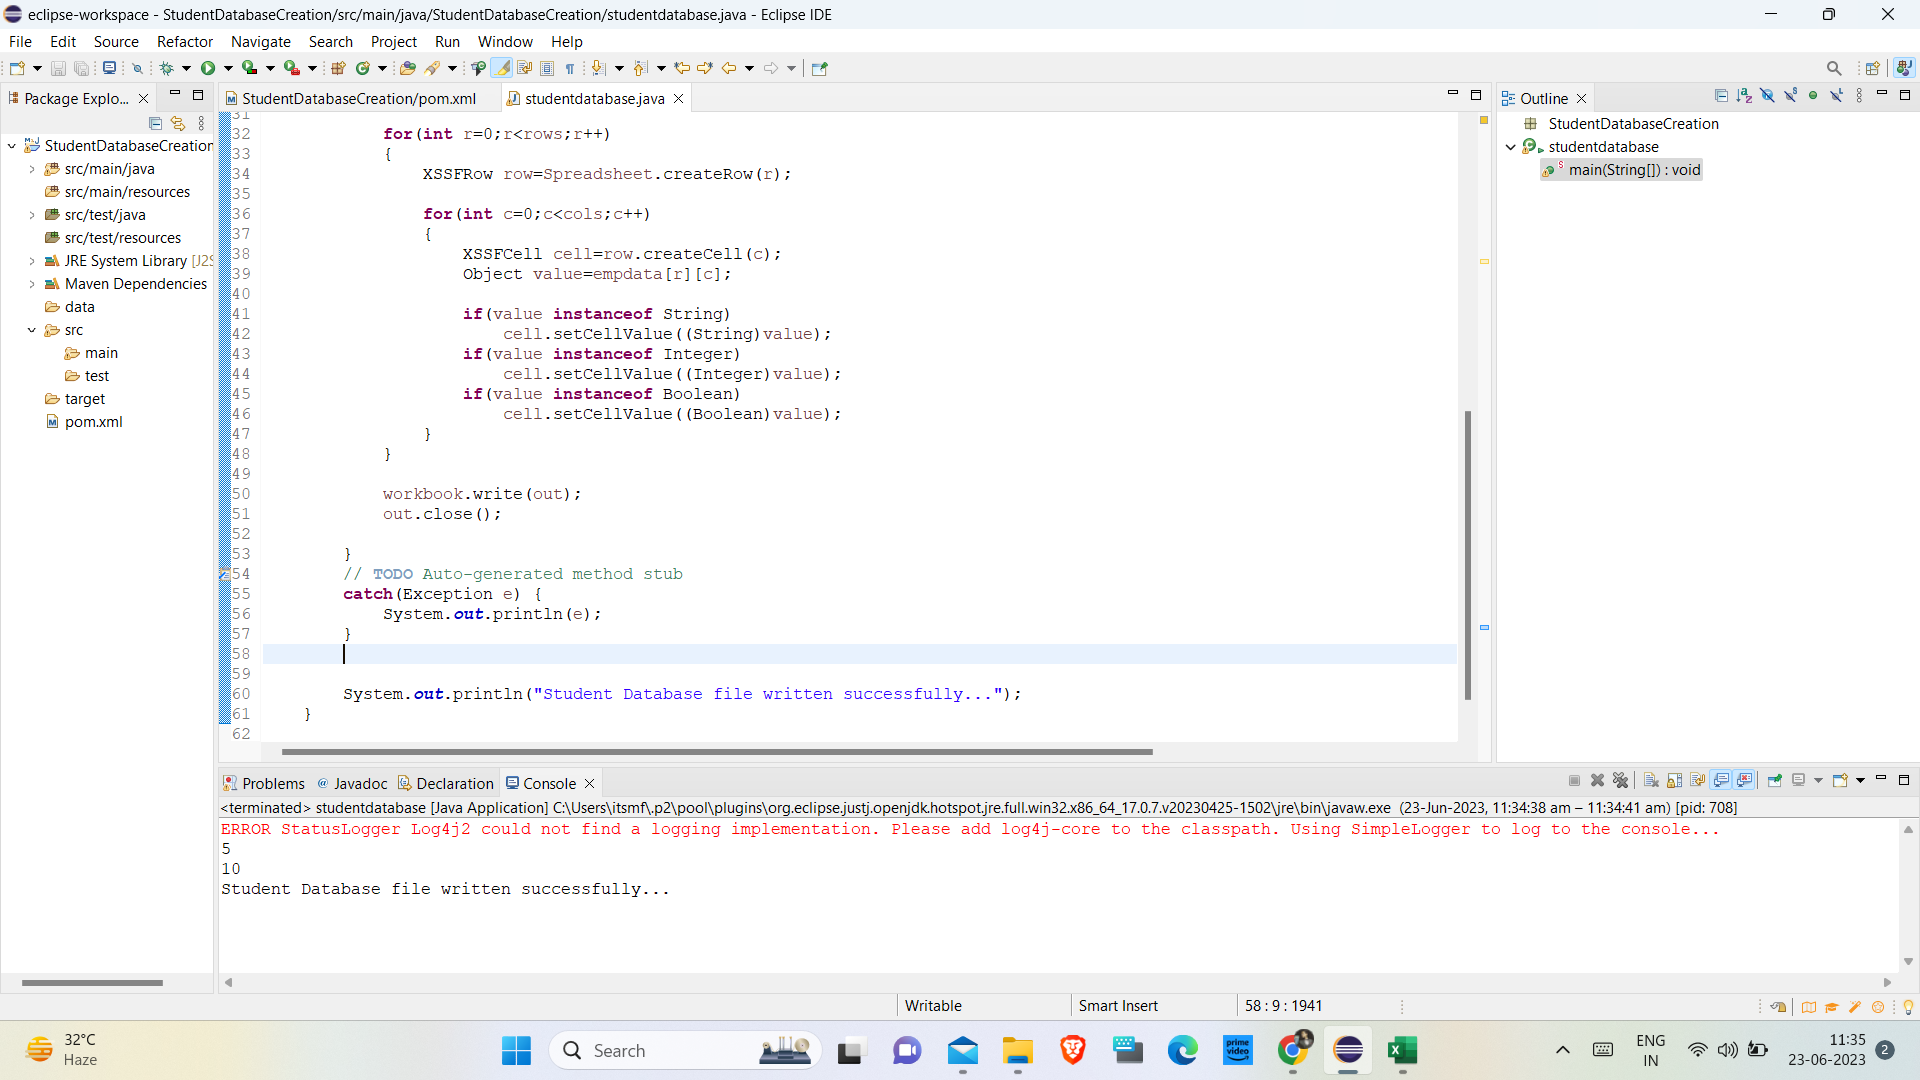 eclipse-workspace - StudentDatabaseCreation/src/main/java/StudentDatabaseCreation/studentdatabase.java - Eclipse IDE
File Edit Source Refactor Navigate Search Project Run Window Help
Package Explo...
StudentDatabaseCreation
src/main/java
src/main/resources
src/test/java
src/test/resources
JRE System Library [J2S
Maven Dependencies
data
src
main
test
target
pom.xml
StudentDatabaseCreation/pom.xml studentdatabase.java
31
32 for(int r=0;r<rows;r++)
33 {
34 XSSFRow row=Spreadsheet.createRow(r);
35
36 for(int c=0;c<cols;c++)
37 {
38 XSSFCell cell=row.createCell(c);
39 Object value=empdata[r][c];
40
41 if(value instanceof String)
42 cell.setCellValue((String)value);
43 if(value instanceof Integer)
44 cell.setCellValue((Integer)value);
45 if(value instanceof Boolean)
46 cell.setCellValue((Boolean)value);
47 }
48 }
49
50 workbook.write(out);
51 out.close();
52
53 }
54 // TODO Auto-generated method stub
55 catch(Exception e) {
56 System.out.println(e);
57 }
58
59
60 System.out.println("Student Database file written successfully...");
61 }
62
Outline
StudentDatabaseCreation
studentdatabase
main(String[]) : void
Problems @ Javadoc Declaration Console
<terminated> studentdatabase [Java Application] C:\Users\itsmf\.p2\pool\plugins\org.eclipse.justj.openjdk.hotspot.jre.full.win32.x86_64_17.0.7.v20230425-1502\jre\bin\javaw.exe (23-Jun-2023, 11:34:38 am – 11:34:41 am) [pid: 708]
ERROR StatusLogger Log4j2 could not find a logging implementation. Please add log4j-core to the classpath. Using SimpleLogger to log to the console...
5
10
Student Database file written successfully...
Writable Smart Insert 58 : 9 : 1941
32°C
Haze
Search
prime video
ENG
IN
11:35
23-06-2023
2